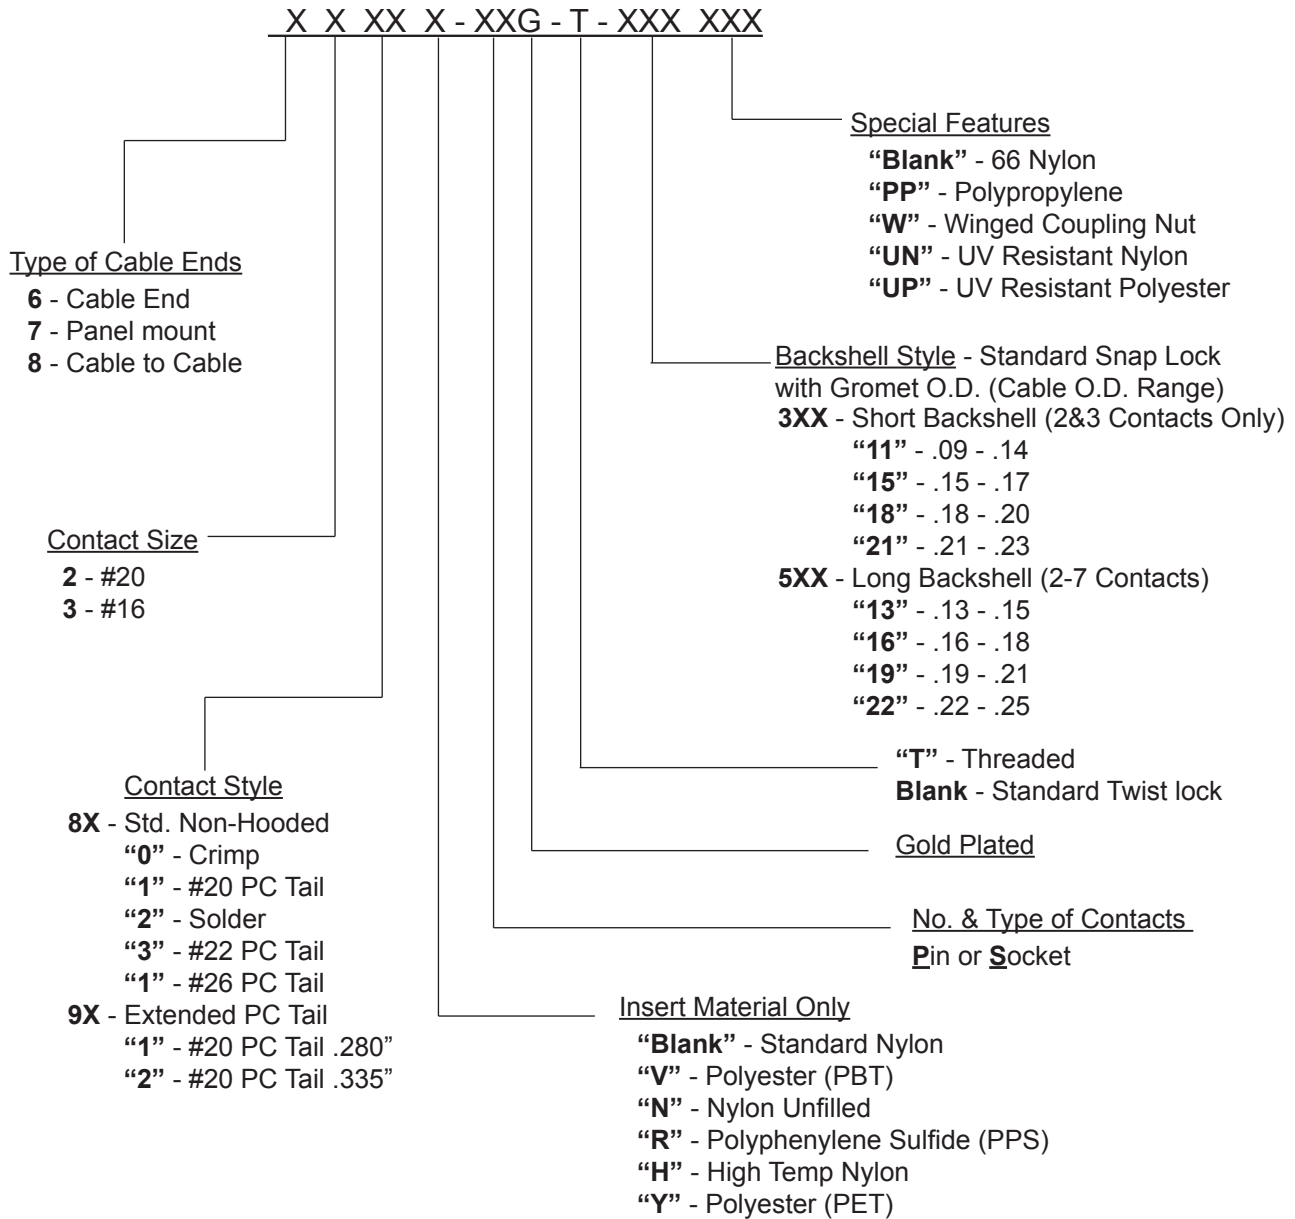 X X XX X - XXG - T - XXX XXX
Special Features
“Blank” - 66 Nylon
“PP” - Polypropylene
“W” - Winged Coupling Nut
“UN” - UV Resistant Nylon
“UP” - UV Resistant Polyester
Type of Cable Ends
6 - Cable End
7 - Panel mount
8 - Cable to Cable
Backshell Style - Standard Snap Lock
with Gromet O.D. (Cable O.D. Range)
3XX - Short Backshell (2&3 Contacts Only)
“11” - .09 - .14
“15” - .15 - .17
“18” - .18 - .20
“21” - .21 - .23
5XX - Long Backshell (2-7 Contacts)
“13” - .13 - .15
“16” - .16 - .18
“19” - .19 - .21
“22” - .22 - .25
Contact Size
2 - #20
3 - #16
“T” - Threaded
Blank - Standard Twist lock
Contact Style
8X - Std. Non-Hooded
“0” - Crimp
“1” - #20 PC Tail
“2” - Solder
“3” - #22 PC Tail
“1” - #26 PC Tail
9X - Extended PC Tail
“1” - #20 PC Tail .280”
“2” - #20 PC Tail .335”
Gold Plated
No. & Type of Contacts
Pin or Socket
Insert Material Only
“Blank” - Standard Nylon
“V” - Polyester (PBT)
“N” - Nylon Unfilled
“R” - Polyphenylene Sulfide (PPS)
“H” - High Temp Nylon
“Y” - Polyester (PET)